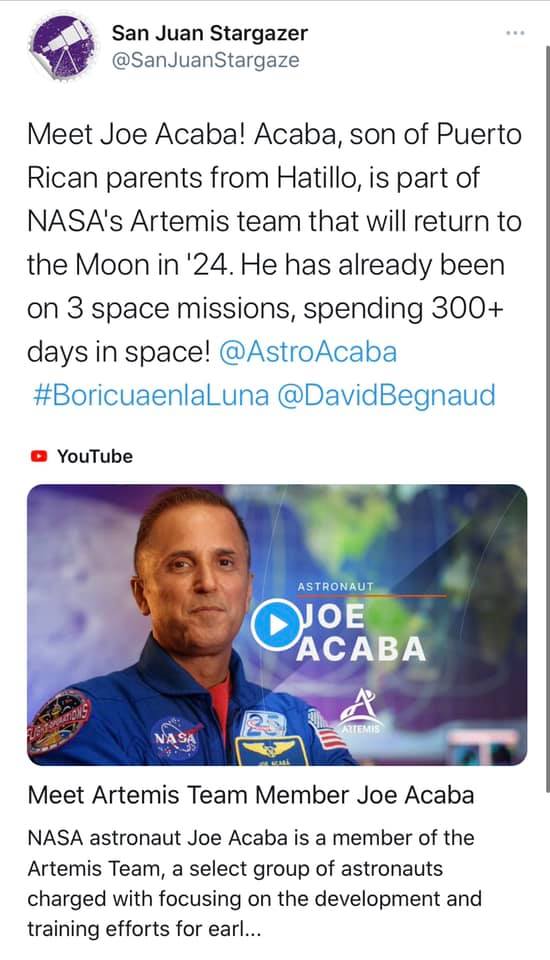 San Juan Stargazer
@SanJuanStargaze
Meet Joe Acaba! Acaba, son of Puerto
Rican parents from Hatillo, is part of
NASA's Artemis team that will return to
the Moon in '24. He has already been
on 3 space missions, spending 300+
days in space! @AstroAcaba
#BoricuaenlaLuna @DavidBegnaud
YouTube
ASTRONAUT
JOE
ACABA
ARTEMIS
NASA
JOE ACABA
Meet Artemis Team Member Joe Acaba
NASA astronaut Joe Acaba is a member of the
Artemis Team, a select group of astronauts
charged with focusing on the development and
training efforts for earl...